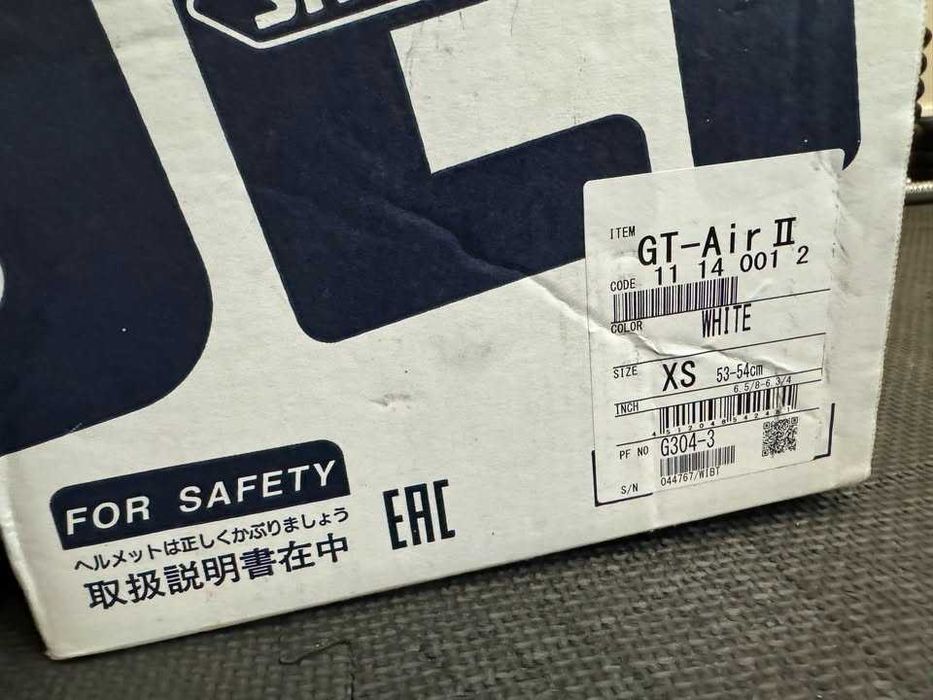 FOR SAFETY
ヘルメットは正しくかぶりましょう
取扱説明書在中
EAC
ITEM GT-Air Ⅱ
CODE 11 14 001 2
COLOR WHITE
SIZE XS 53-54cm
INCH 6.5/8-6.3/4
4512048542481
PF NO G304-3
S/N 044767/WIBT